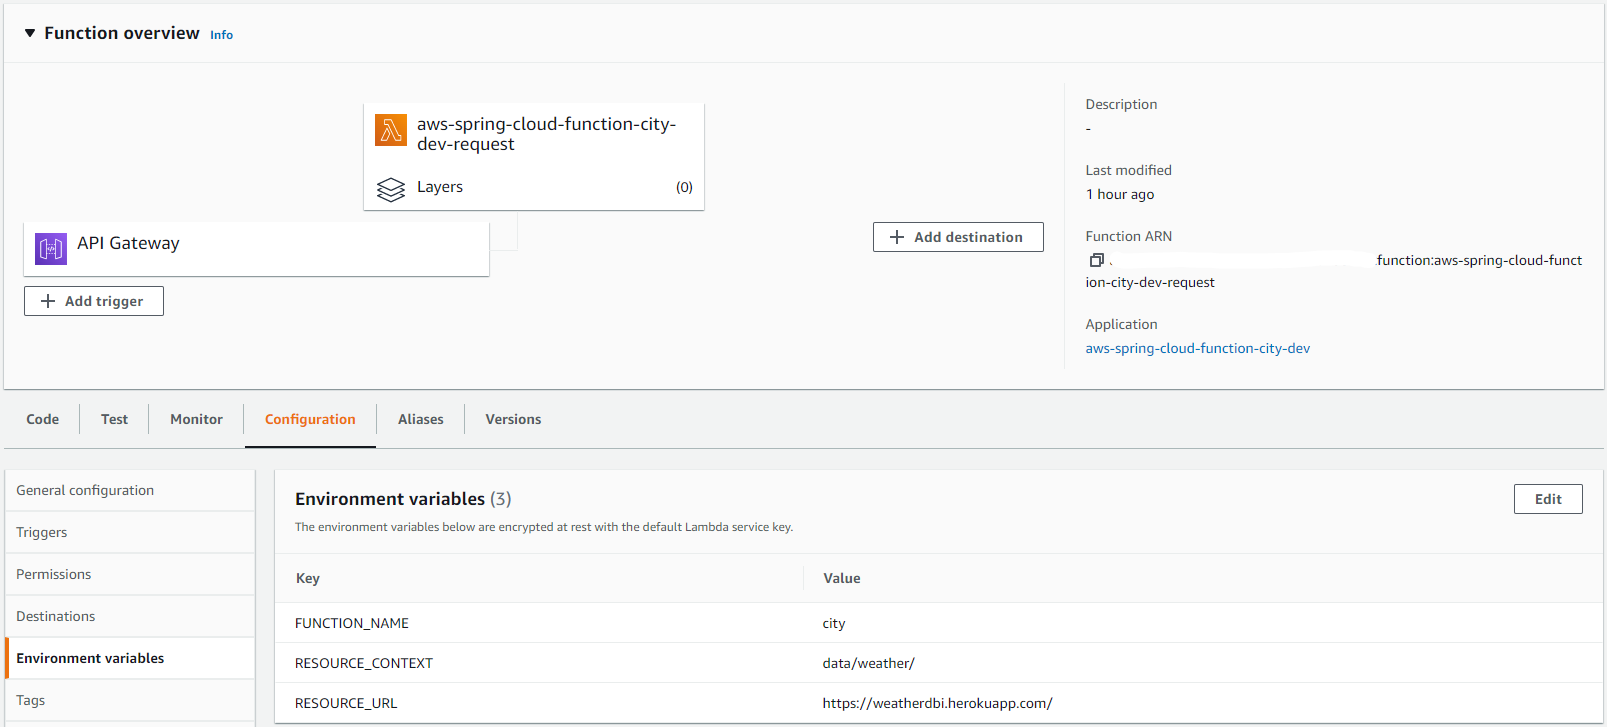 Function overview Info
aws-spring-cloud-function-city-
dev-request
Layers (0)
API Gateway
Add trigger
Add destination
Description
-
Last modified
1 hour ago
Function ARN
function:aws-spring-cloud-funct
ion-city-dev-request
Application
aws-spring-cloud-function-city-dev
Code Test Monitor Configuration Aliases Versions
General configuration
Triggers
Permissions
Destinations
Environment variables
Tags
Environment variables (3)
Edit
The environment variables below are encrypted at rest with the default Lambda service key.
Key Value
FUNCTION_NAME city
RESOURCE_CONTEXT data/weather/
RESOURCE_URL https://weatherdbi.herokuapp.com/